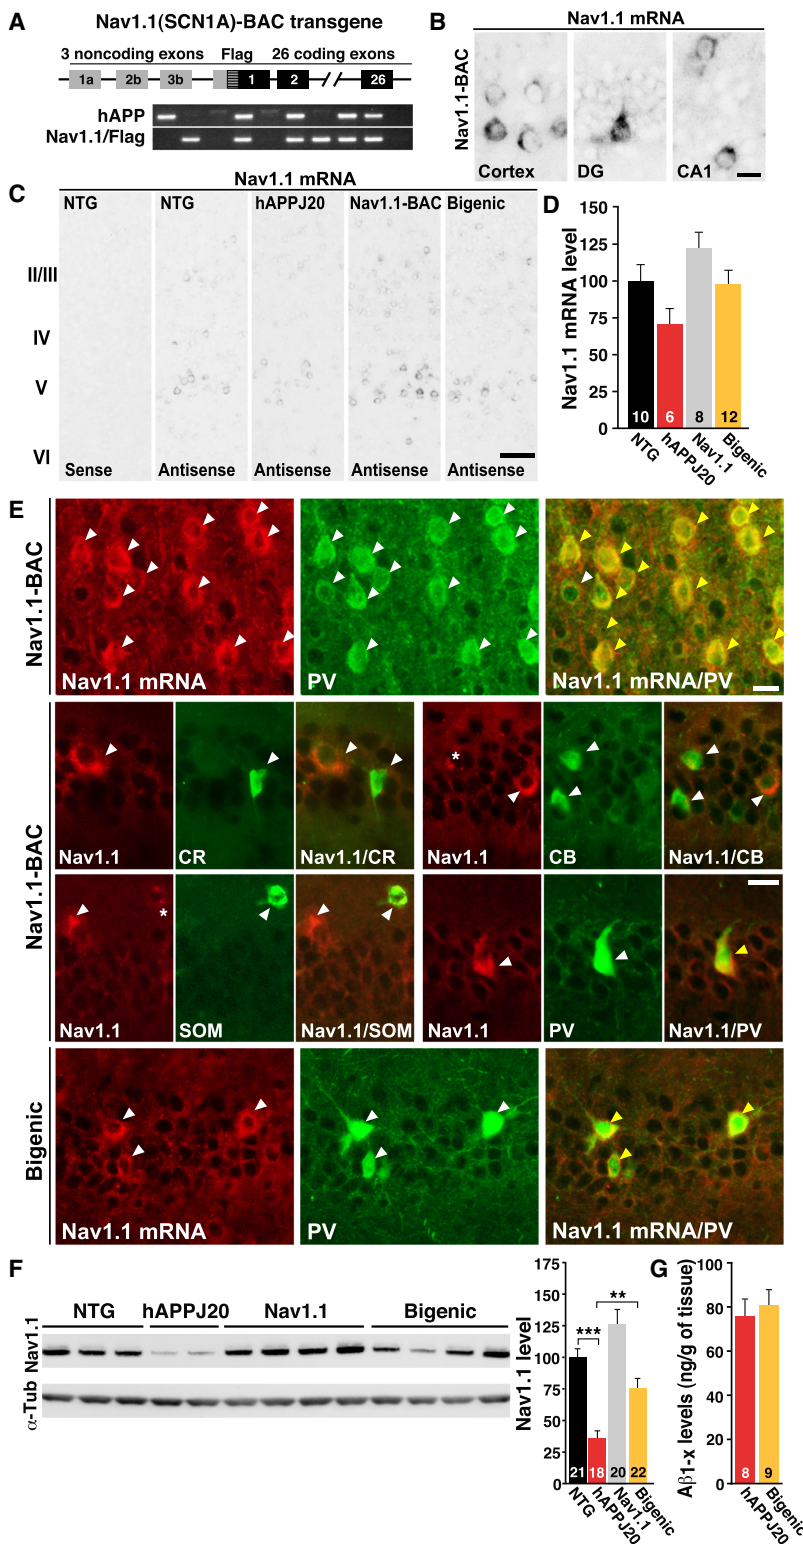 A
Nav1.1(SCN1A)-BAC transgene
3 noncoding exons Flag 26 coding exons
1a 2b 3b 1 2 26
hAPP
Nav1.1/Flag
B
Nav1.1 mRNA
Nav1.1-BAC
Cortex DG CA1
C
Nav1.1 mRNA
NTG NTG hAPPJ20 Nav1.1-BAC Bigenic
II/III
IV
V
VI
Sense Antisense Antisense Antisense Antisense
D
Nav1.1 mRNA level
150
125
100
75
50
25
0
10 6 8 12
NTG hAPPJ20 Nav1.1 Bigenic
E
Nav1.1-BAC
Nav1.1 mRNA PV Nav1.1 mRNA/PV
Nav1.1-BAC
*
Nav1.1 CR Nav1.1/CR Nav1.1 CB Nav1.1/CB
*
Nav1.1 SOM Nav1.1/SOM Nav1.1 PV Nav1.1/PV
Bigenic
Nav1.1 mRNA PV Nav1.1 mRNA/PV
F
NTG hAPPJ20 Nav1.1 Bigenic
Nav1.1
α-Tub
Nav1.1 level
175
150
125
100
75
50
25
0
***
**
21 18 20 22
NTG hAPPJ20 Nav1.1 Bigenic
G
Aβ1-x levels (ng/g of tissue)
100
80
60
40
20
0
8 9
hAPPJ20 Bigenic